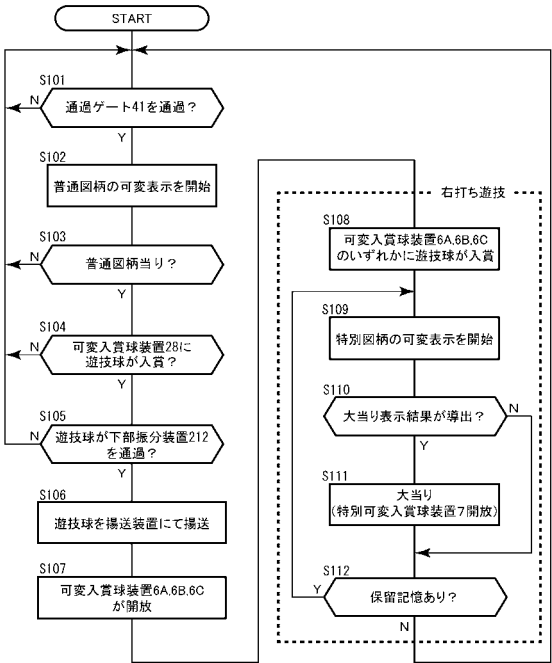 START
S101
通過ゲート41を通過？
N
Y
S102
普通図柄の可変表示を開始
S103
普通図柄当り？
N
Y
S104
可変入賞球装置28に
遊技球が入賞？
N
Y
S105
遊技球が下部振分装置212
を通過？
N
Y
S106
遊技球を揚送装置にて揚送
S107
可変入賞球装置6A,6B,6C
が開放
右打ち遊技
S108
可変入賞球装置6A,6B,6C
のいずれかに遊技球が入賞
S109
特別図柄の可変表示を開始
S110
大当り表示結果が導出？
N
Y
S111
大当り
(特別可変入賞球装置7開放)
S112
保留記憶あり？
Y
N